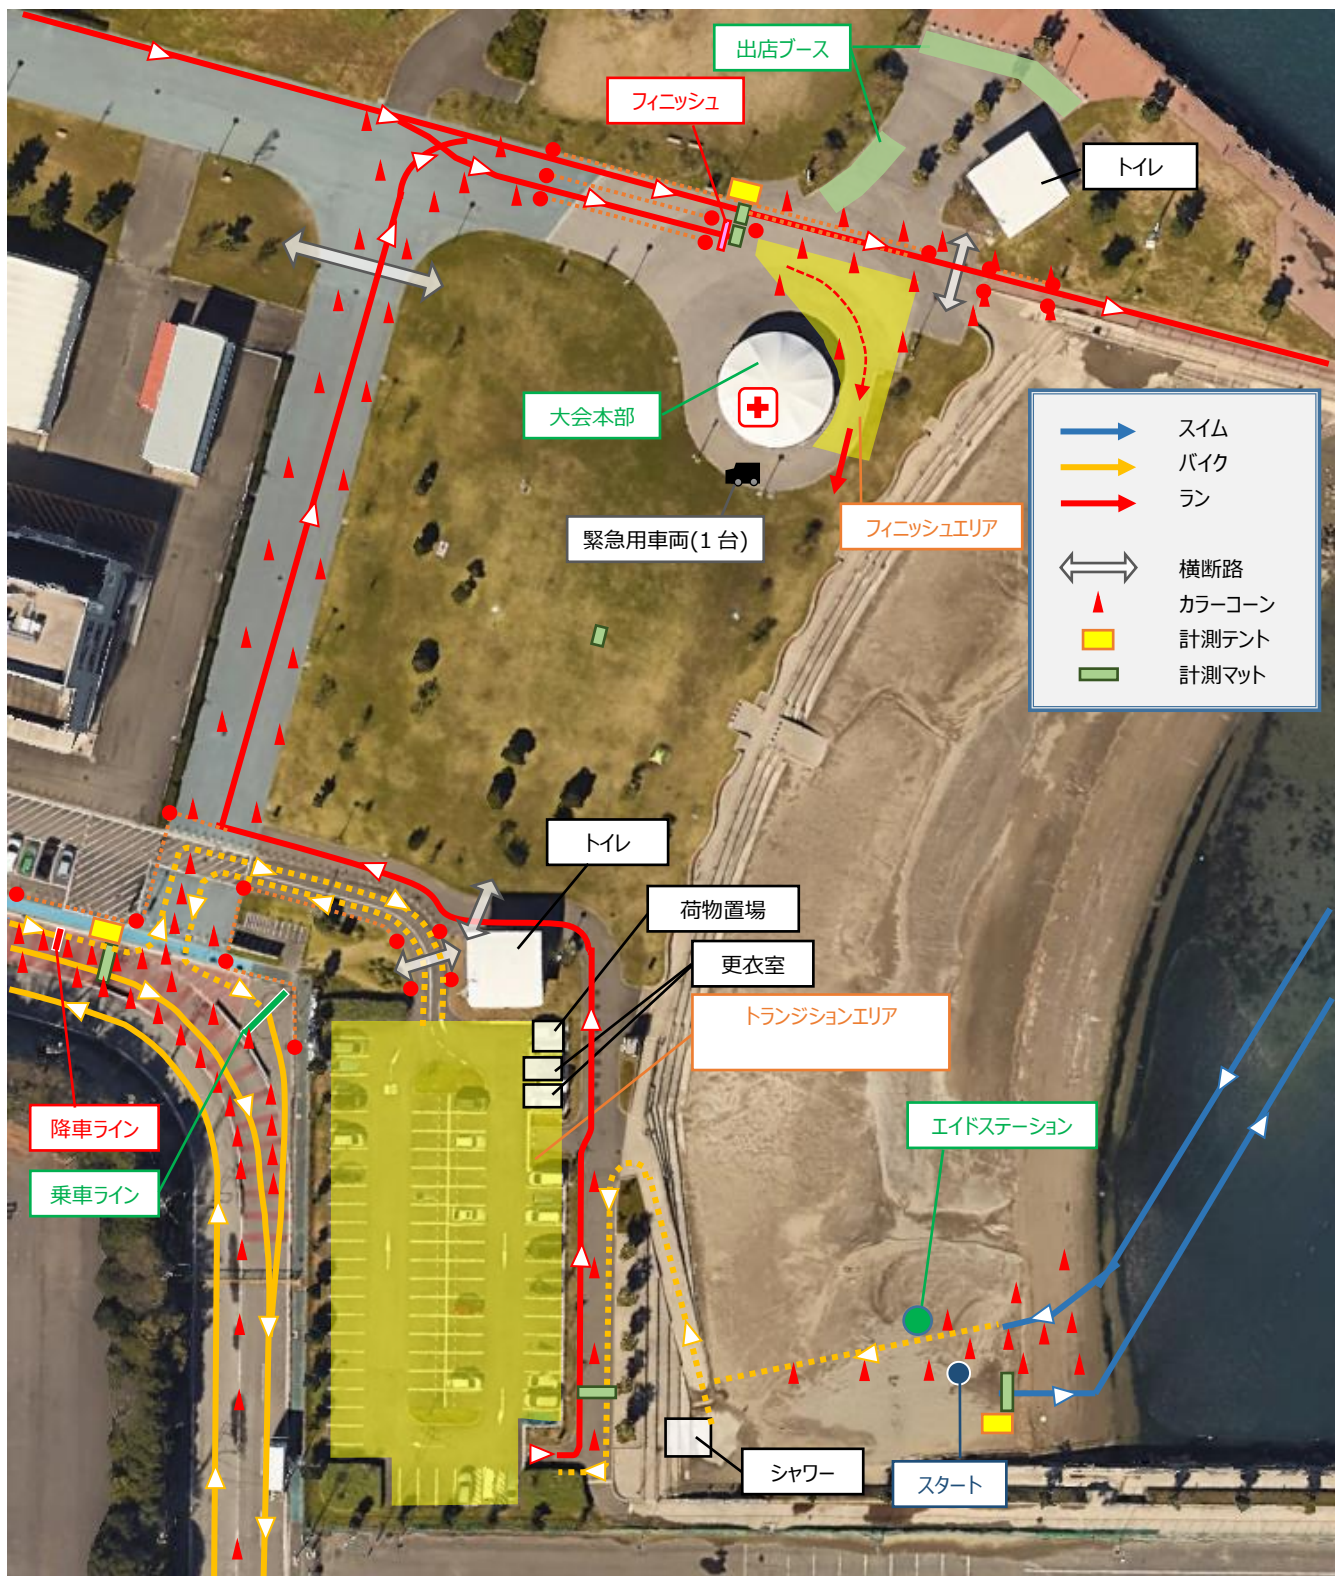 出店ブース
フィニッシュ
トイレ
大会本部
スイム
バイク
ラン
横断路
カラーコーン
計測テント
計測マット
フィニッシュエリア
緊急用車両(1台)
トイレ
荷物置場
更衣室
トランジションエリア
降車ライン
エイドステーション
乗車ライン
シャワー
スタート